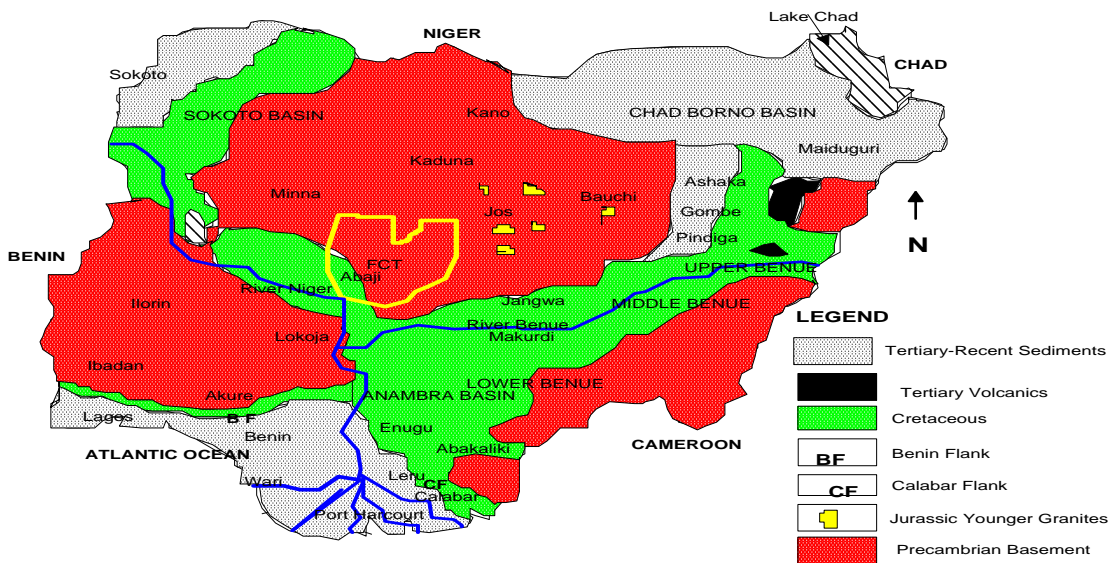 Lake Chad
NIGER
CHAD
Sokoto
SOKOTO BASIN
Kano
CHAD BORNO BASIN
Maiduguri
Kaduna
Ashaka
Minna
Bauchi
Jos
Gombe
N
Pindiga
BENIN
FCT
UPPER BENUE
Abaji
River Niger
Ilorin
Jangwa
MIDDLE BENUE
River Benue
Lokoja
Makurdi
LEGEND
Tertiary-Recent Sediments
Ibadan
LOWER BENUE
Akure
ANAMBRA BASIN
Tertiary Volcanics
Lages
B F
Cretaceous
Benin
Enugu
Abakaliki
CAMEROON
ATLANTIC OCEAN
BF
Benin Flank
Wari
Leru
CF
Calabar
CF
Calabar Flank
Port Harcourt
Jurassic Younger Granites
Precambrian Basement